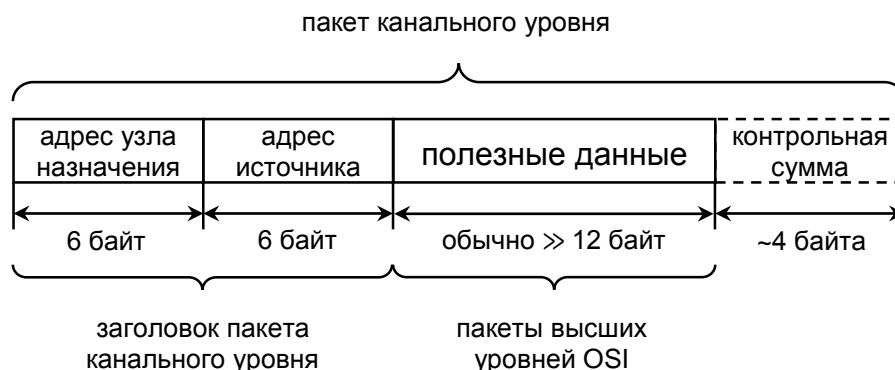 пакет канального уровня
адрес узла
назначения
адрес
источника
полезные данные
контрольная
сумма
6 байт
6 байт
обычно ≫ 12 байт
~4 байта
заголовок пакета
канального уровня
пакеты высших
уровней OSI